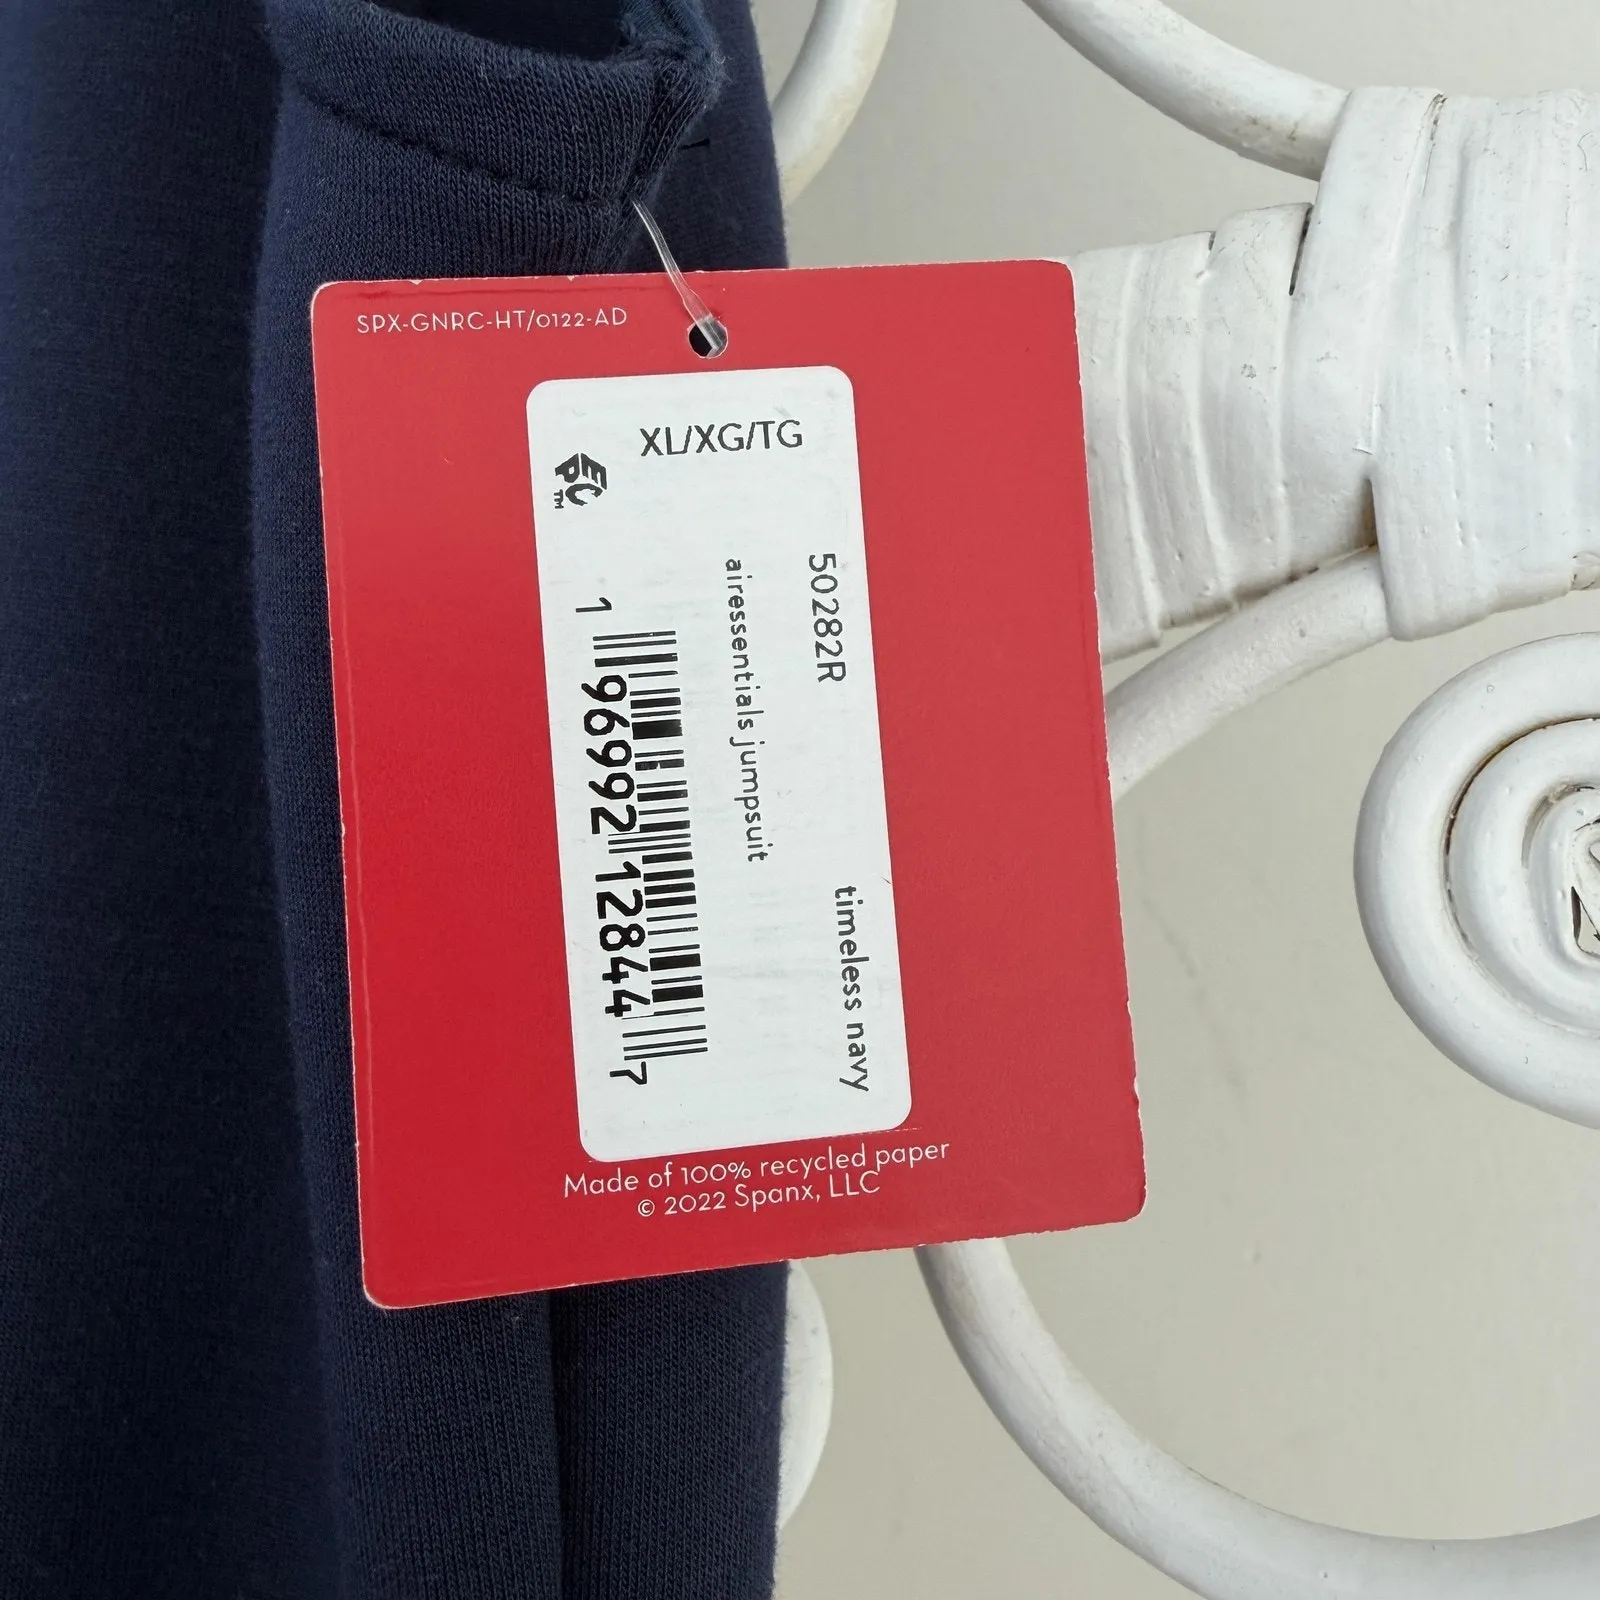 SPX-GNRC-HT/0122-AD
XL/XG/TG
EPC™
50282R timeless navy
airessentials jumpsuit
1 96992 12844 7
Made of 100% recycled paper
© 2022 Spanx, LLC